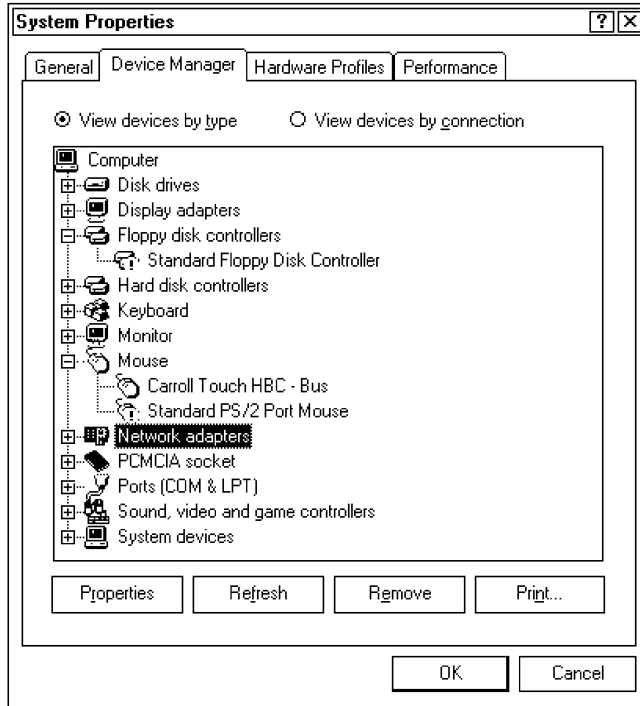 System Properties
General Device Manager Hardware Profiles Performance
View devices by type View devices by connection
Computer
Disk drives
Display adapters
Floppy disk controllers
Standard Floppy Disk Controller
Hard disk controllers
Keyboard
Monitor
Mouse
Carroll Touch HBC - Bus
Standard PS/2 Port Mouse
Network adapters
PCMCIA socket
Ports (COM & LPT)
Sound, video and game controllers
System devices
Properties Refresh Remove Print...
OK Cancel